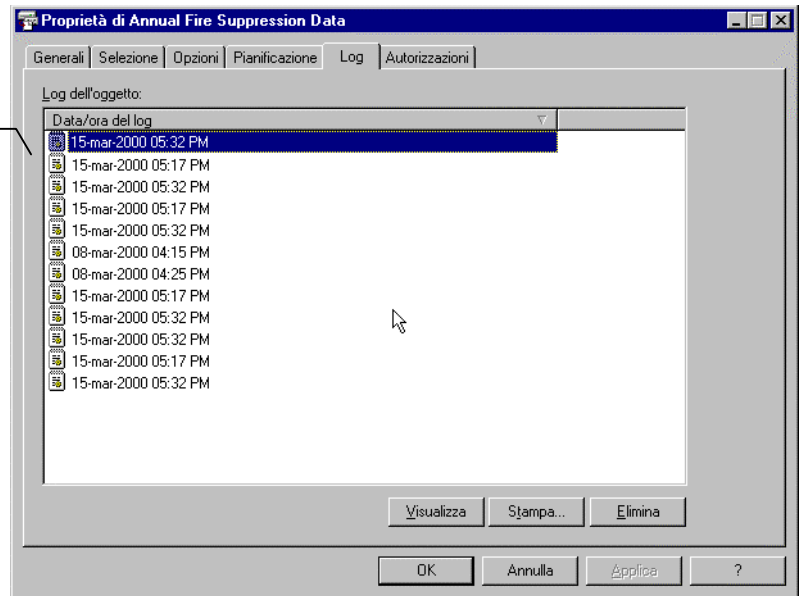 Proprietà di Annual Fire Suppression Data
Generali Selezione Opzioni Pianificazione Log Autorizzazioni
Log dell'oggetto:
Data/ora del log
15-mar-2000 05:32 PM
15-mar-2000 05:17 PM
15-mar-2000 05:32 PM
15-mar-2000 05:17 PM
15-mar-2000 05:32 PM
08-mar-2000 04:15 PM
08-mar-2000 04:25 PM
15-mar-2000 05:17 PM
15-mar-2000 05:32 PM
15-mar-2000 05:32 PM
15-mar-2000 05:17 PM
15-mar-2000 05:32 PM
Visualizza Stampa... Elimina
OK Annulla Applica ?